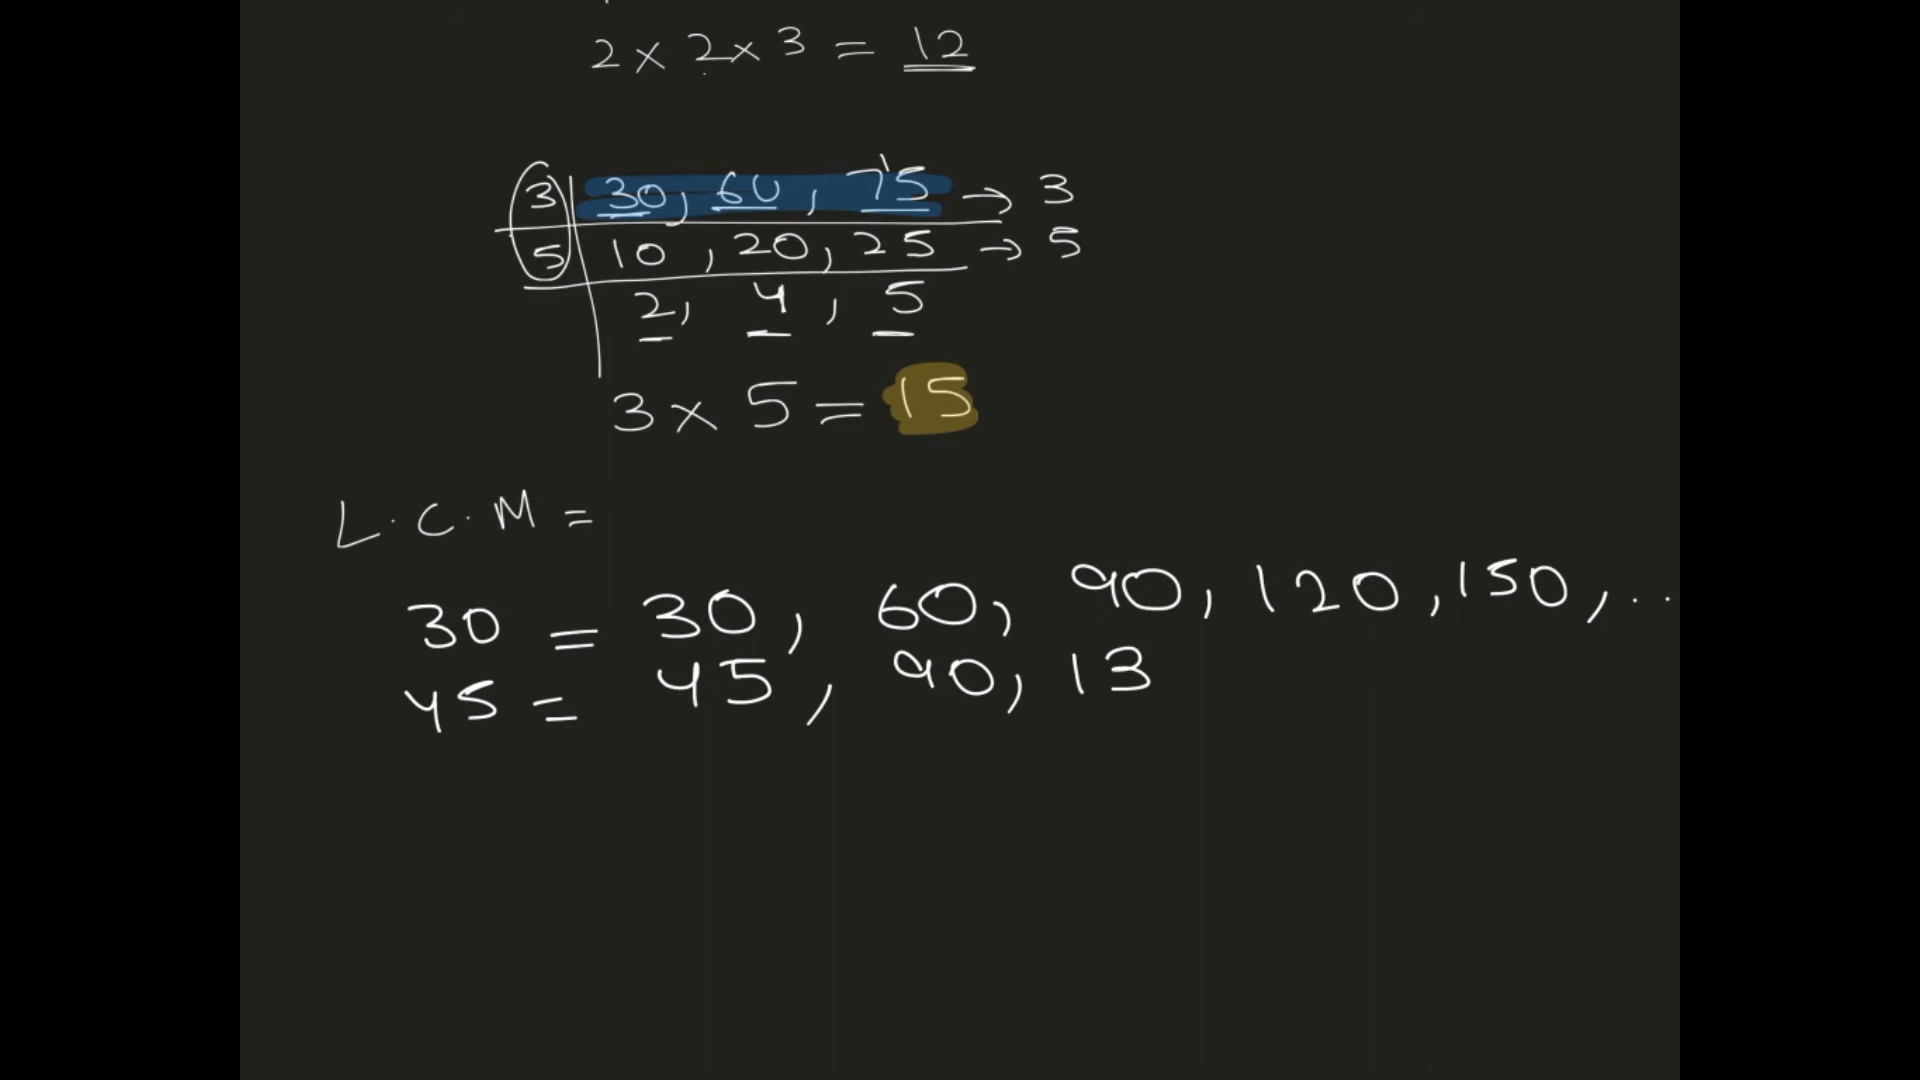 2 x 2 x 3 = 12
3 | 30, 60, 75 → 3
5 | 10, 20, 25 → 5
2, 4, 5
3 x 5 = 15
L.C.M =
30 = 30, 60, 90, 120, 150, ..
45 = 45, 90, 13